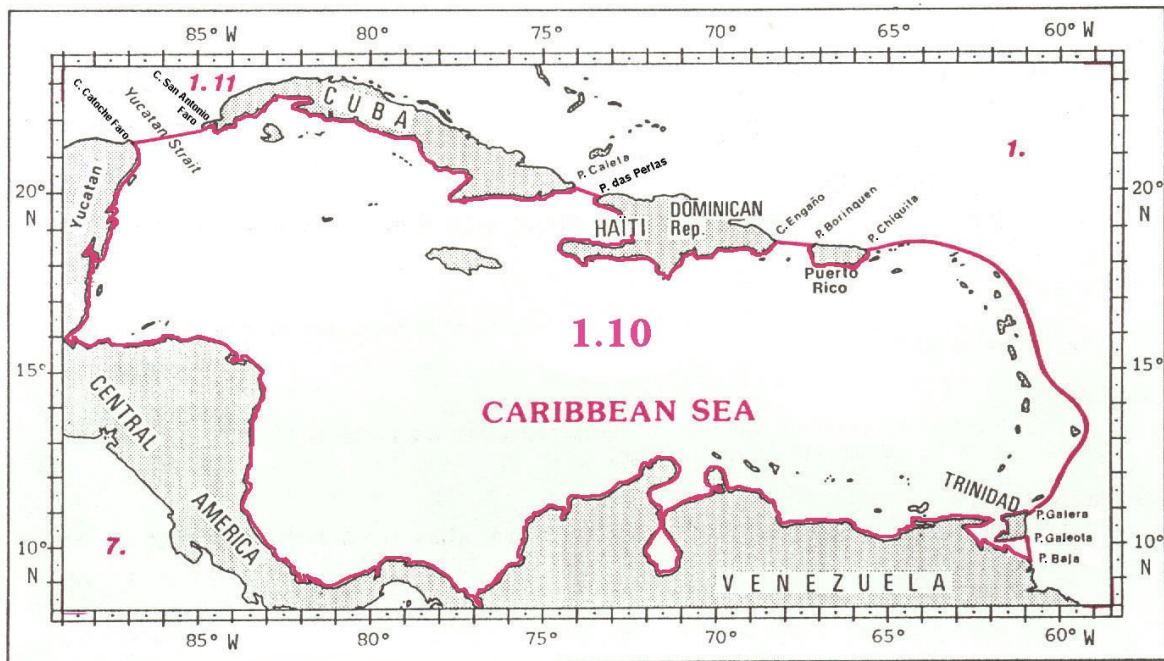 85° W
80°
75°
70°
65°
60°
W
1.11
C. San Antonio
Faro
C. Catoche Faro
Yucatan Strait
CUBA
P. Caleta
P. das Perlas
1.
20°
N
20°
N
Yucatan
HAÏTI
DOMINICAN
Rep.
C. Engaño
P. Borinquen
P. Chiquita
Puerto
Rico
1.10
15°
15°
CARIBBEAN SEA
CENTRAL
AMERICA
TRINIDAD
P. Galera
P. Galeota
P. Baja
7.
10°
N
10°
N
VENEZUELA
85° W
80°
75°
70°
65°
60° W